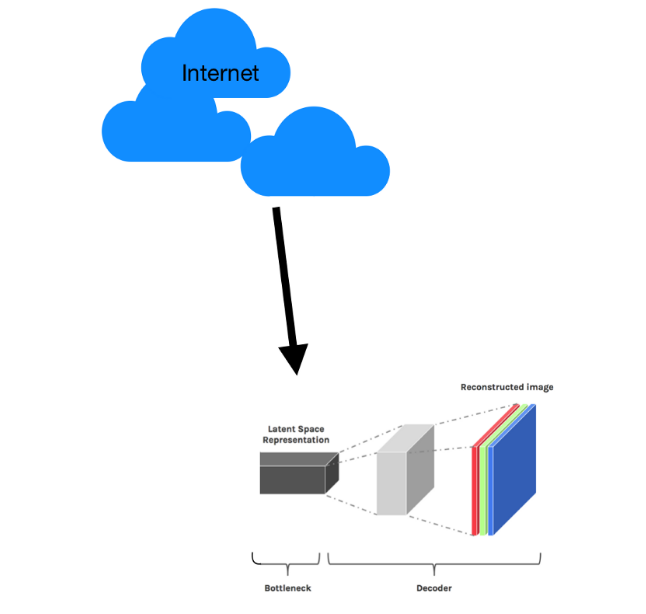 Internet
Reconstructed image
Latent Space
Representation
Bottleneck
Decoder